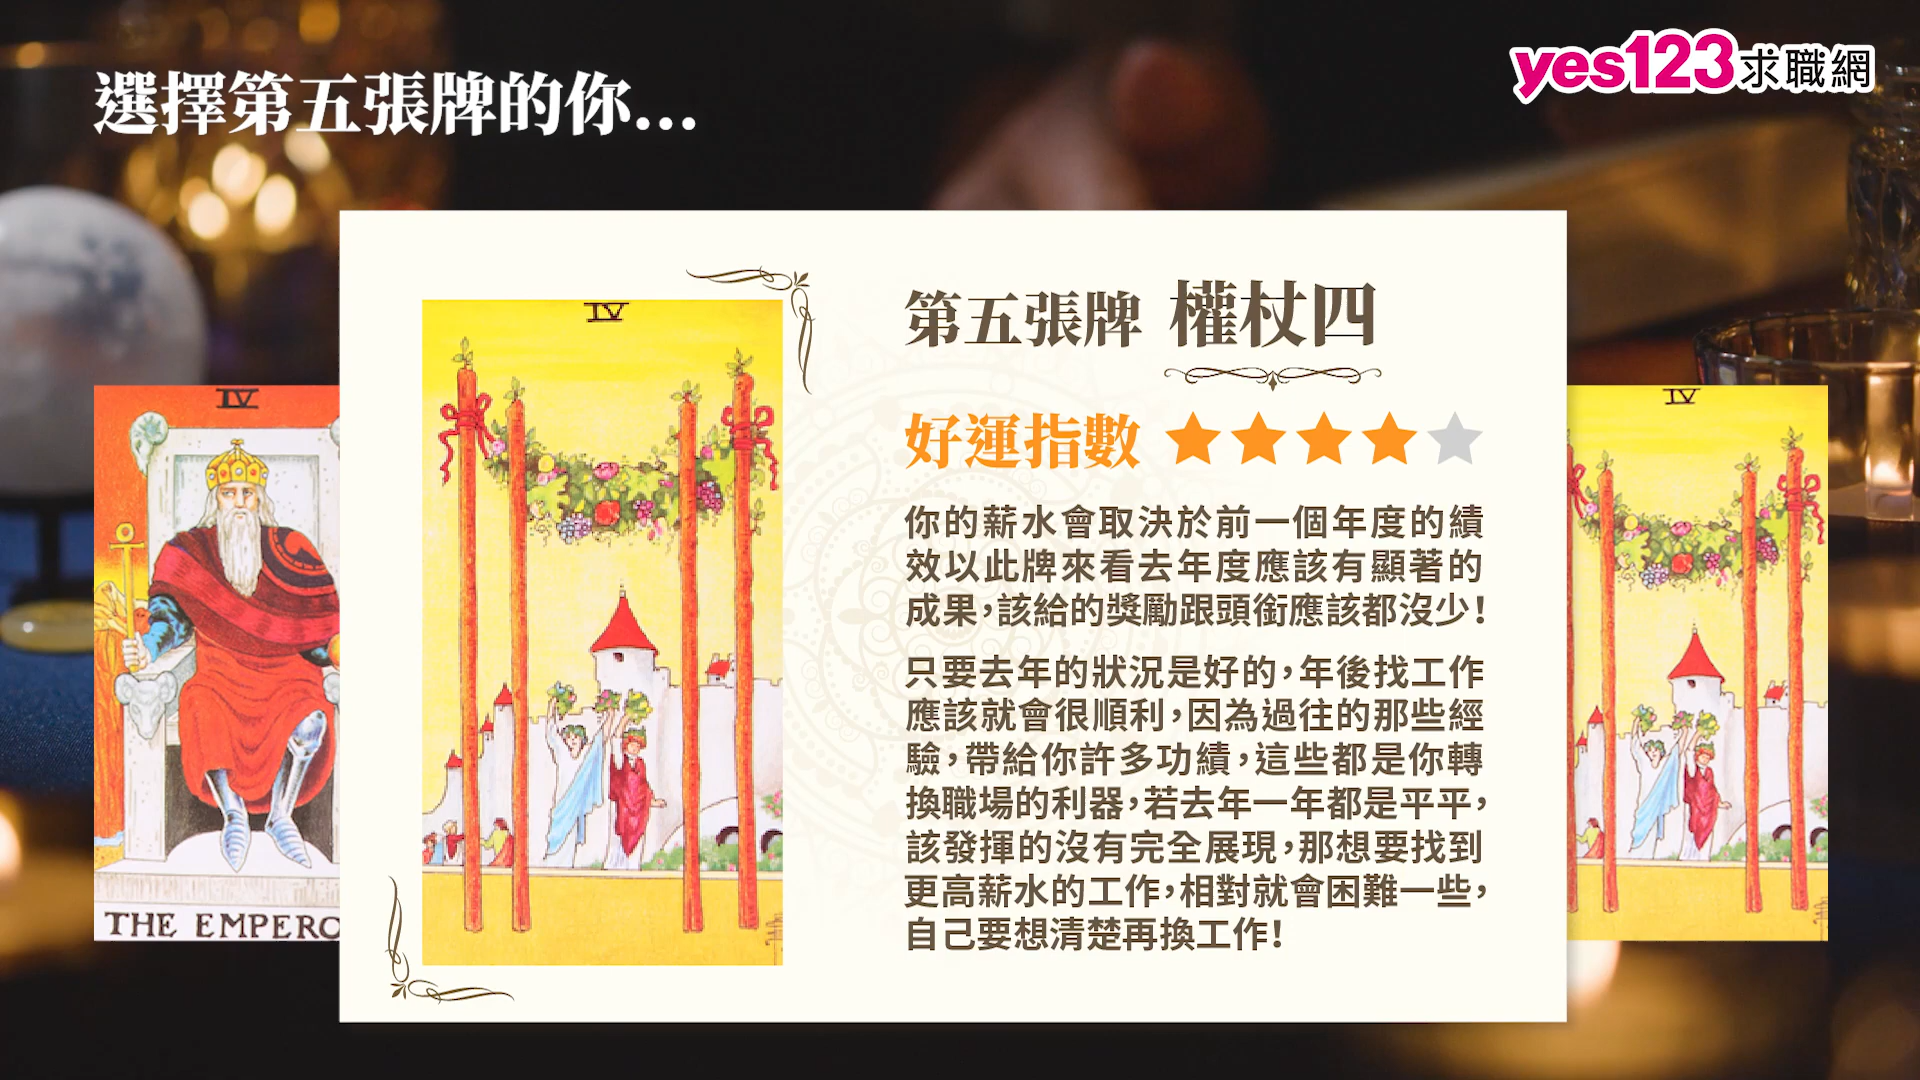 選擇第五張牌的你...
yes123求職網
第五張牌 權杖四
好運指數
你的薪水會取決於前一個年度的績
效以此牌來看去年度應該有顯著的
成果,該給的獎勵跟頭銜應該都沒少!
只要去年的狀況是好的,年後找工作
應該就會很順利,因為過往的那些經
驗,帶給你許多功績,這些都是你轉
換職場的利器,若去年一年都是平平,
該發揮的沒有完全展現,那想要找到
更高薪水的工作,相對就會困難一些,
自己要想清楚再換工作!
IV
IV
THE EMPERO
IV